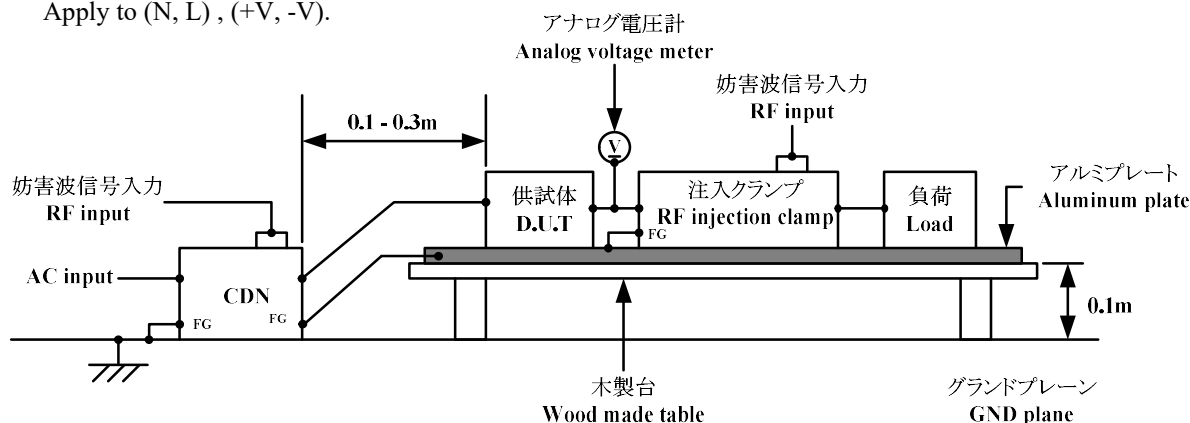 Apply to (N, L) , (+V, -V).
アナログ電圧計
Analog voltage meter
妨害波信号入力
RF input
0.1 - 0.3m
V
妨害波信号入力
RF input
供試体
D.U.T
注入クランプ
RF injection clamp
FG
負荷
Load
アルミプレート
Aluminum plate
AC input
CDN
FG
FG
0.1m
木製台
Wood made table
グランドプレーン
GND plane